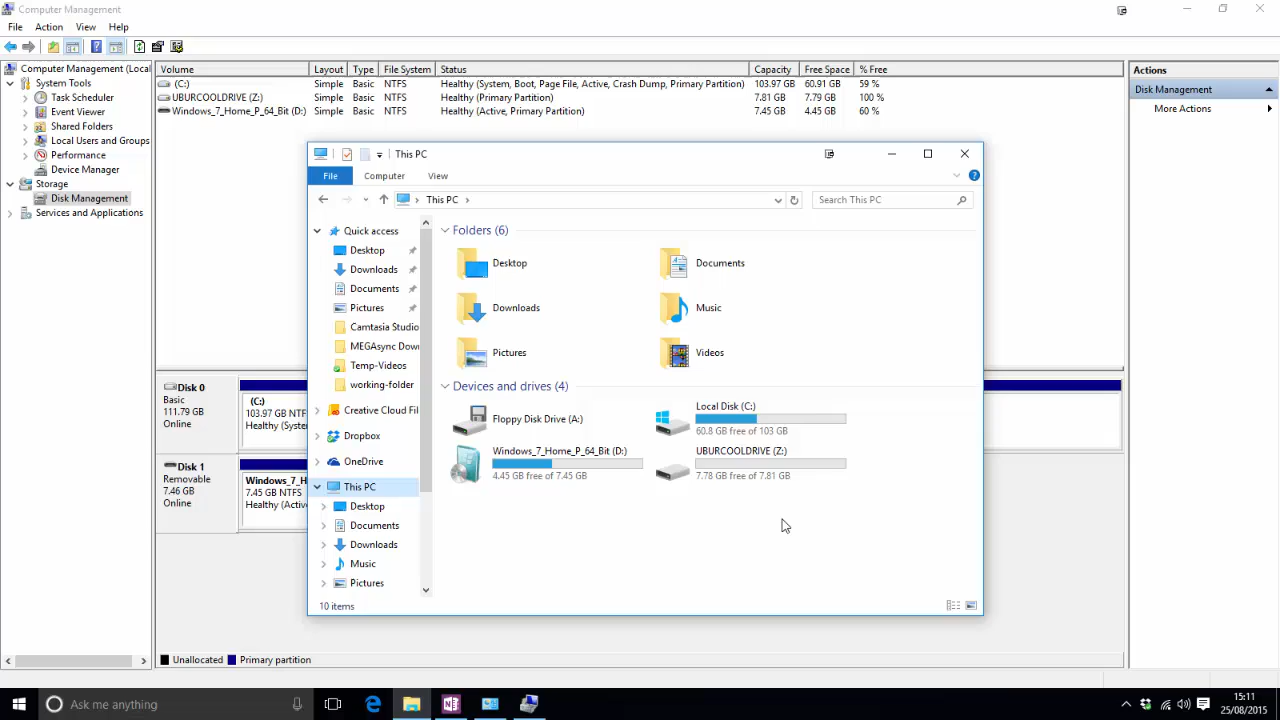 Computer Management
File Action View Help
Computer Management (Local
System Tools
Task Scheduler
Event Viewer
Shared Folders
Local Users and Groups
Performance
Device Manager
Storage
Disk Management
Services and Applications
Volume Layout Type File System Status Capacity Free Space % Free
(C:) Simple Basic NTFS Healthy (System, Boot, Page File, Active, Crash Dump, Primary Partition) 103.97 GB 60.91 GB 59 %
UBURCOOLDRIVE (Z:) Simple Basic NTFS Healthy (Primary Partition) 7.81 GB 7.79 GB 100 %
Windows_7_Home_P_64_Bit (D:) Simple Basic NTFS Healthy (Active, Primary Partition) 7.45 GB 4.45 GB 60 %
Actions
Disk Management
More Actions
This PC
File Computer View
This PC
Search This PC
Quick access
Desktop
Downloads
Documents
Pictures
Camtasia Studio
MEGAsync Down
Temp-Videos
working-folder
Creative Cloud Fil
Dropbox
OneDrive
This PC
Desktop
Documents
Downloads
Music
Pictures
Folders (6)
Desktop
Documents
Downloads
Music
Pictures
Videos
Devices and drives (4)
Floppy Disk Drive (A:)
Local Disk (C:)
60.8 GB free of 103 GB
Windows_7_Home_P_64_Bit (D:)
4.45 GB free of 7.45 GB
UBURCOOLDRIVE (Z:)
7.78 GB free of 7.81 GB
10 items
Disk 0
Basic
111.79 GB
Online
(C:)
103.97 GB NTF
Healthy (Syste
Disk 1
Removable
7.46 GB
Online
Windows_7_H
7.45 GB NTFS
Healthy (Active
Unallocated Primary partition
Ask me anything
15:11
25/08/2015